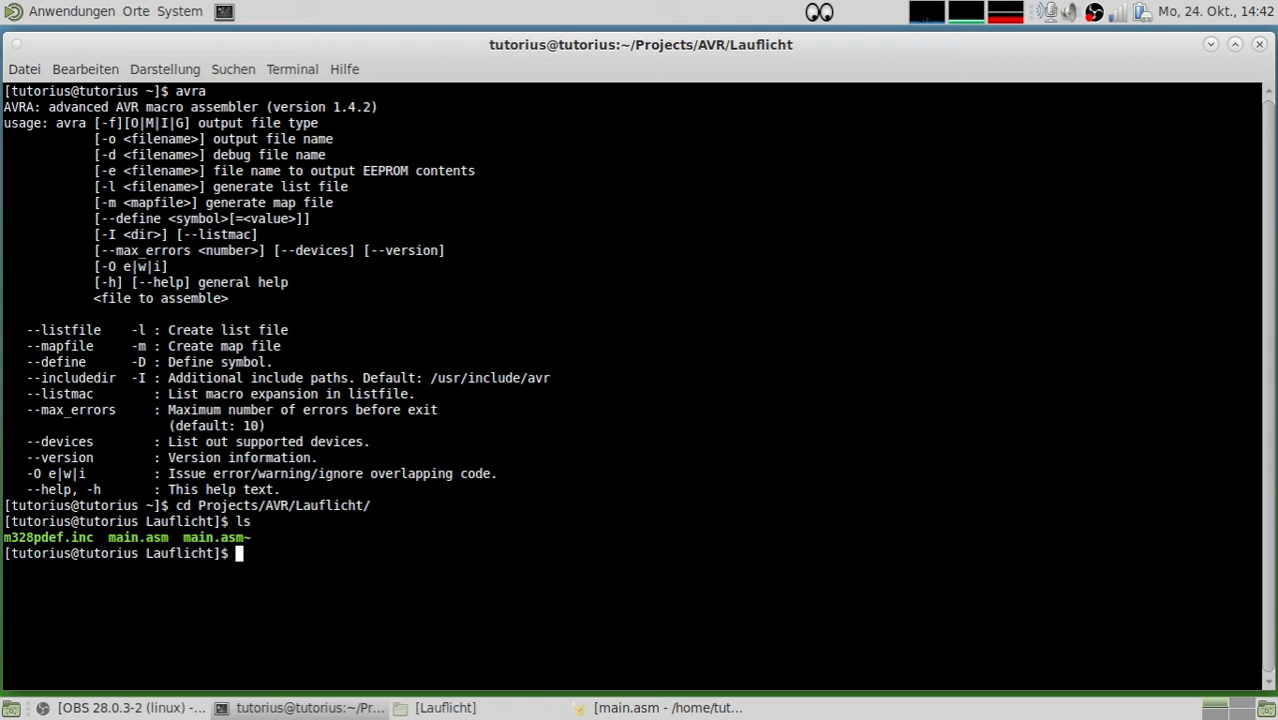 Anwendungen Orte System
Mo, 24. Okt., 14:42
tutorius@tutorius:~/Projects/AVR/Lauflicht
Datei Bearbeiten Darstellung Suchen Terminal Hilfe
[tutorius@tutorius ~]$ avra
AVRA: advanced AVR macro assembler (version 1.4.2)
usage: avra [-f][O|M|I|G] output file type
            [-o <filename>] output file name
            [-d <filename>] debug file name
            [-e <filename>] file name to output EEPROM contents
            [-l <filename>] generate list file
            [-m <mapfile>] generate map file
            [--define <symbol>[=<value>]]
            [-I <dir>] [--listmac]
            [--max_errors <number>] [--devices] [--version]
            [-O e|w|i]
            [-h] [--help] general help
            <file to assemble>
   --listfile    -l : Create list file
   --mapfile     -m : Create map file
   --define      -D : Define symbol.
   --includedir  -I : Additional include paths. Default: /usr/include/avr
   --listmac        : List macro expansion in listfile.
   --max_errors     : Maximum number of errors before exit
                      (default: 10)
   --devices        : List out supported devices.
   --version        : Version information.
   -O e|w|i         : Issue error/warning/ignore overlapping code.
   --help, -h       : This help text.
[tutorius@tutorius ~]$ cd Projects/AVR/Lauflicht/
[tutorius@tutorius Lauflicht]$ ls
m328pdef.inc  main.asm  main.asm~
[tutorius@tutorius Lauflicht]$
[OBS 28.0.3-2 (linux) -... tutorius@tutorius:~/Pr... [Lauflicht] [main.asm - /home/tut...